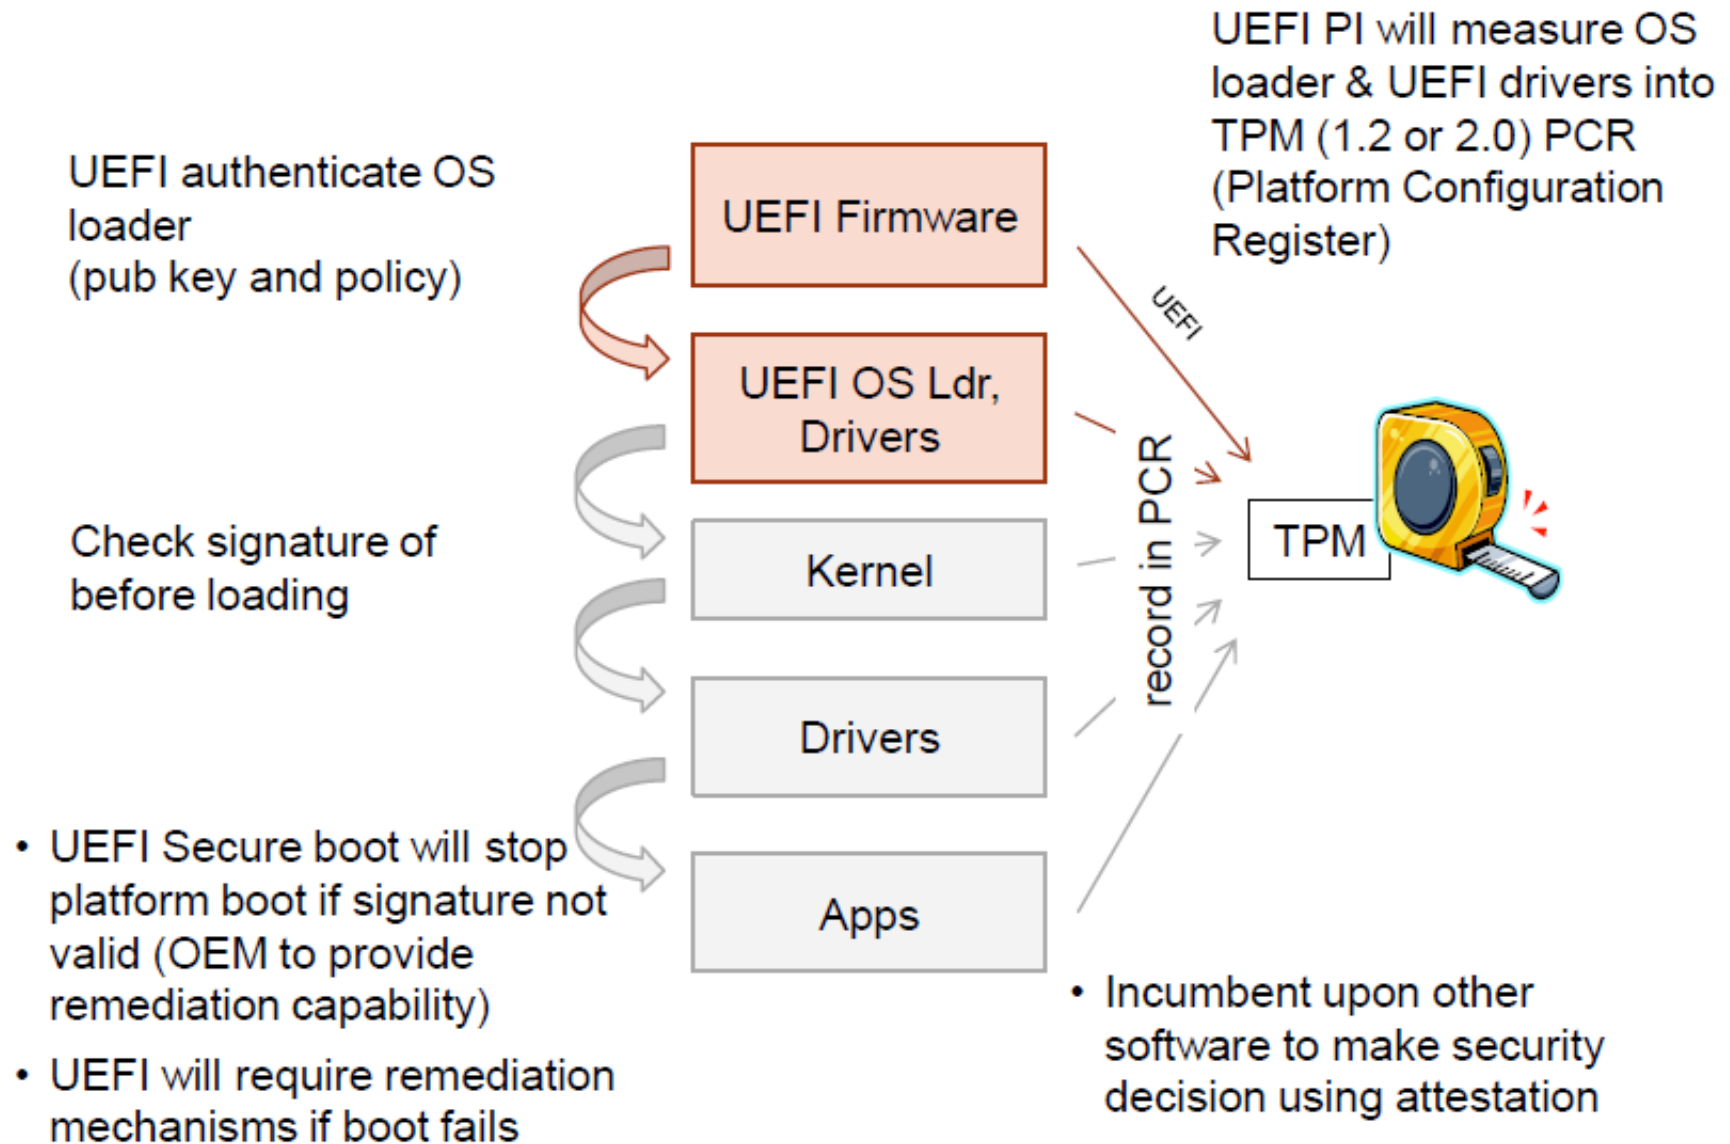 UEFI PI will measure OS
loader & UEFI drivers into
TPM (1.2 or 2.0) PCR
(Platform Configuration
Register)
UEFI authenticate OS
loader
(pub key and policy)
UEFI Firmware
UEFI
UEFI OS Ldr,
Drivers
record in PCR
TPM
Check signature of
before loading
Kernel
Drivers
Apps
• UEFI Secure boot will stop
platform boot if signature not
valid (OEM to provide
remediation capability)
• UEFI will require remediation
mechanisms if boot fails
• Incumbent upon other
software to make security
decision using attestation